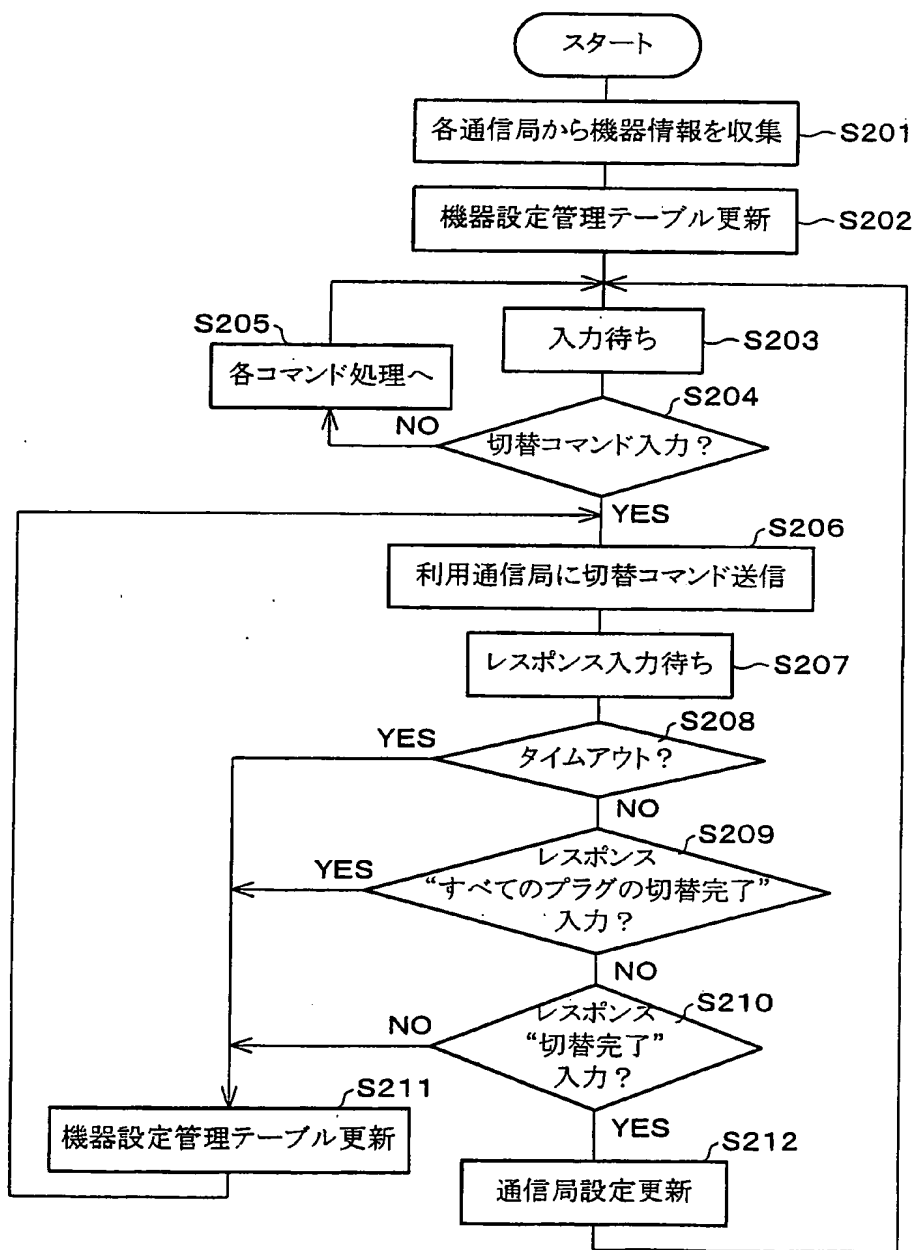 スタート
各通信局から機器情報を収集
S201
機器設定管理テーブル更新
S202
S205
入力待ち
S203
各コマンド処理へ
S204
NO
切替コマンド入力?
YES
S206
利用通信局に切替コマンド送信
レスポンス入力待ち
S207
S208
YES
タイムアウト?
NO
S209
YES
レスポンス
“すべてのプラグの切替完了”
入力?
NO
S210
レスポンス
NO
“切替完了”
入力?
S211
機器設定管理テーブル更新
YES
S212
通信局設定更新